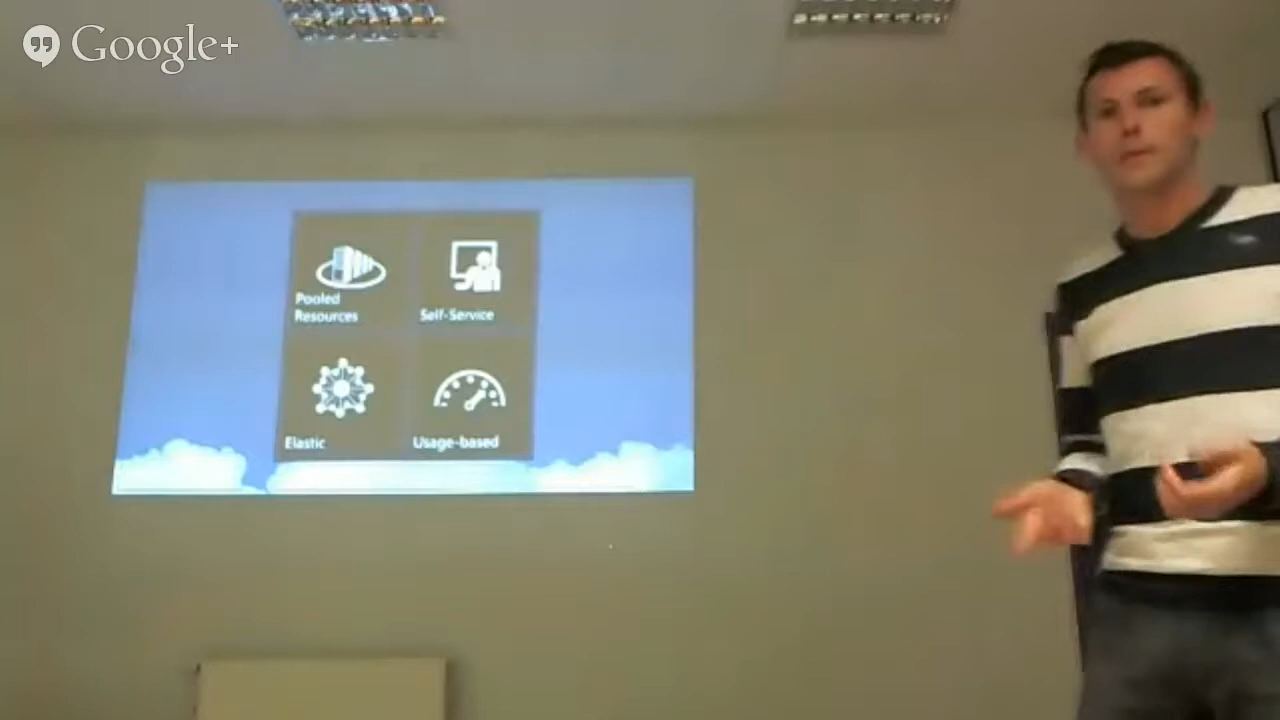 Google+
Pooled
Resources
Self-Service
Elastic
Usage-based